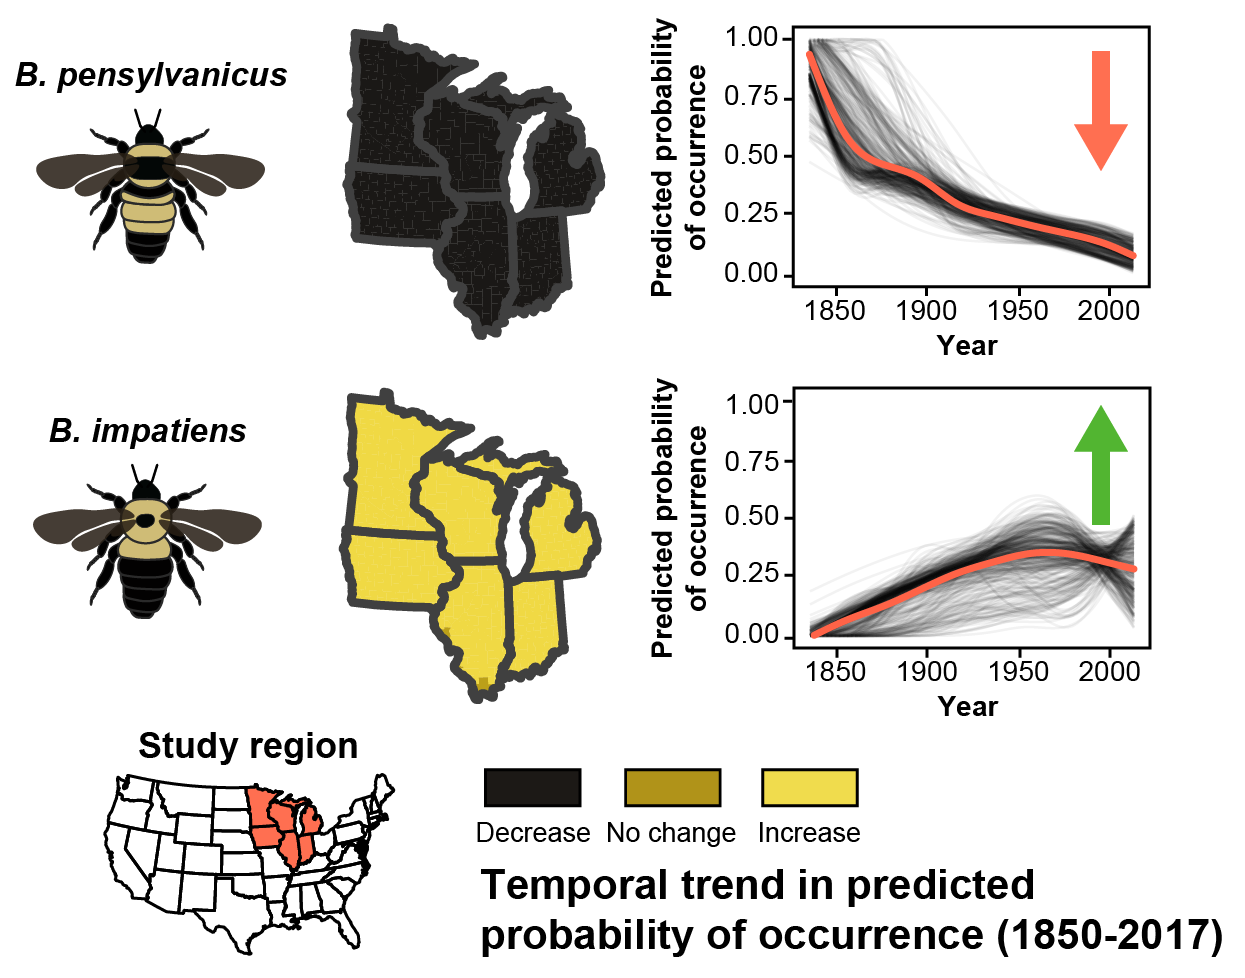 B. pensylvanicus
Predicted probability
of occurrence
1.00
0.75
0.50
0.25
0.00
1850 1900 1950 2000
Year
B. impatiens
Predicted probability
of occurrence
1.00
0.75
0.50
0.25
0.00
1850 1900 1950 2000
Year
Study region
Decrease No change Increase
Temporal trend in predicted
probability of occurrence (1850-2017)